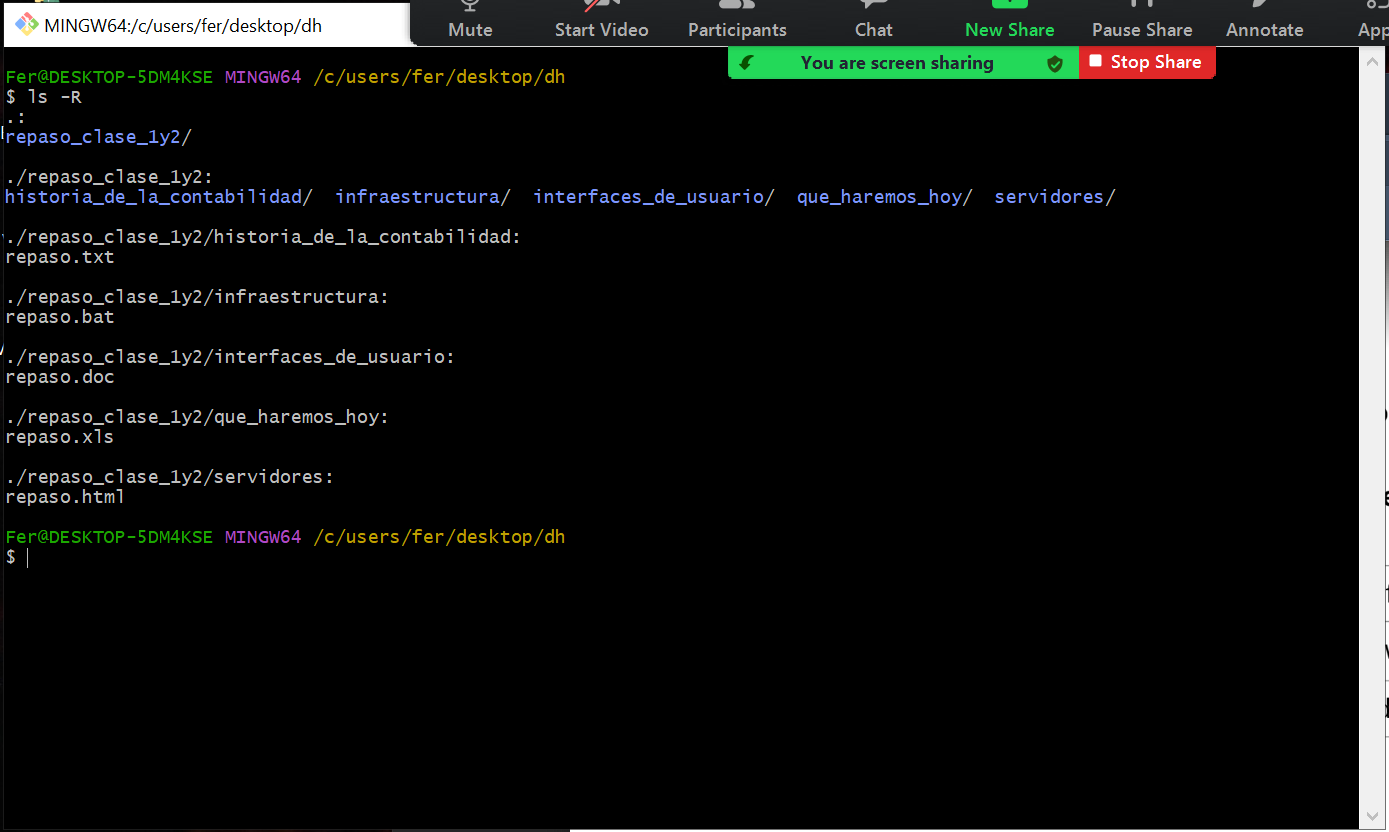 MINGW64:/c/users/fer/desktop/dh
Mute Start Video Participants Chat New Share Pause Share Annotate
You are screen sharing Stop Share
Fer@DESKTOP-5DM4KSE MINGW64 /c/users/fer/desktop/dh
$ ls -R
.:
repaso_clase_1y2/
./repaso_clase_1y2:
historia_de_la_contabilidad/ infraestructura/ interfaces_de_usuario/ que_haremos_hoy/ servidores/
./repaso_clase_1y2/historia_de_la_contabilidad:
repaso.txt
./repaso_clase_1y2/infraestructura:
repaso.bat
./repaso_clase_1y2/interfaces_de_usuario:
repaso.doc
./repaso_clase_1y2/que_haremos_hoy:
repaso.xls
./repaso_clase_1y2/servidores:
repaso.html
Fer@DESKTOP-5DM4KSE MINGW64 /c/users/fer/desktop/dh
$